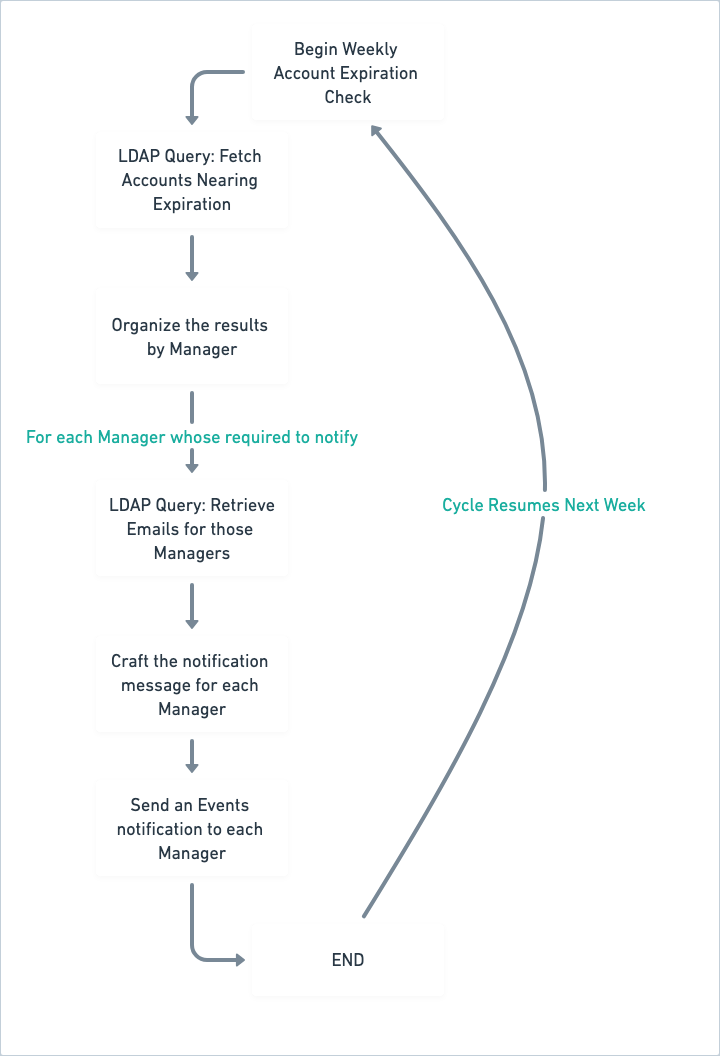 Begin Weekly
Account Expiration
Check
LDAP Query: Fetch
Accounts Nearing
Expiration
Organize the results
by Manager
For each Manager whose required to notify
LDAP Query: Retrieve
Emails for those
Managers
Cycle Resumes Next Week
Craft the notification
message for each
Manager
Send an Events
notification to each
Manager
END